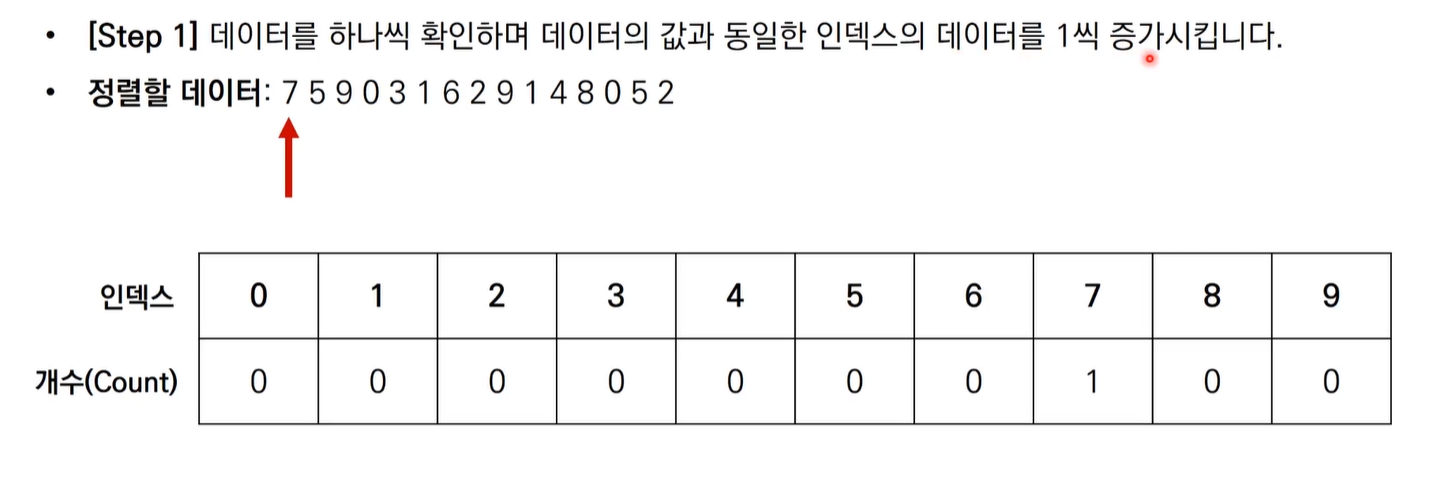 • [Step 1] 데이터를 하나씩 확인하며 데이터의 값과 동일한 인덱스의 데이터를 1씩 증가시킵니다.
• 정렬할 데이터: 7 5 9 0 3 1 6 2 9 1 4 8 0 5 2
인덱스 0 1 2 3 4 5 6 7 8 9
개수(Count) 0 0 0 0 0 0 0 1 0 0